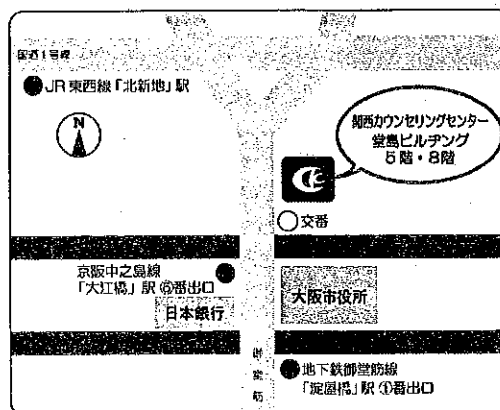 国道1号線
JR東西線「北新地」駅
N
関西カウンセリングセンター
堂島ビルヂング
5階・8階
交番
京阪中之島線
「大江橋」駅⑥番出口
日本銀行
大阪市役所
御堂筋
地下鉄御堂筋線
「淀屋橋」駅①番出口